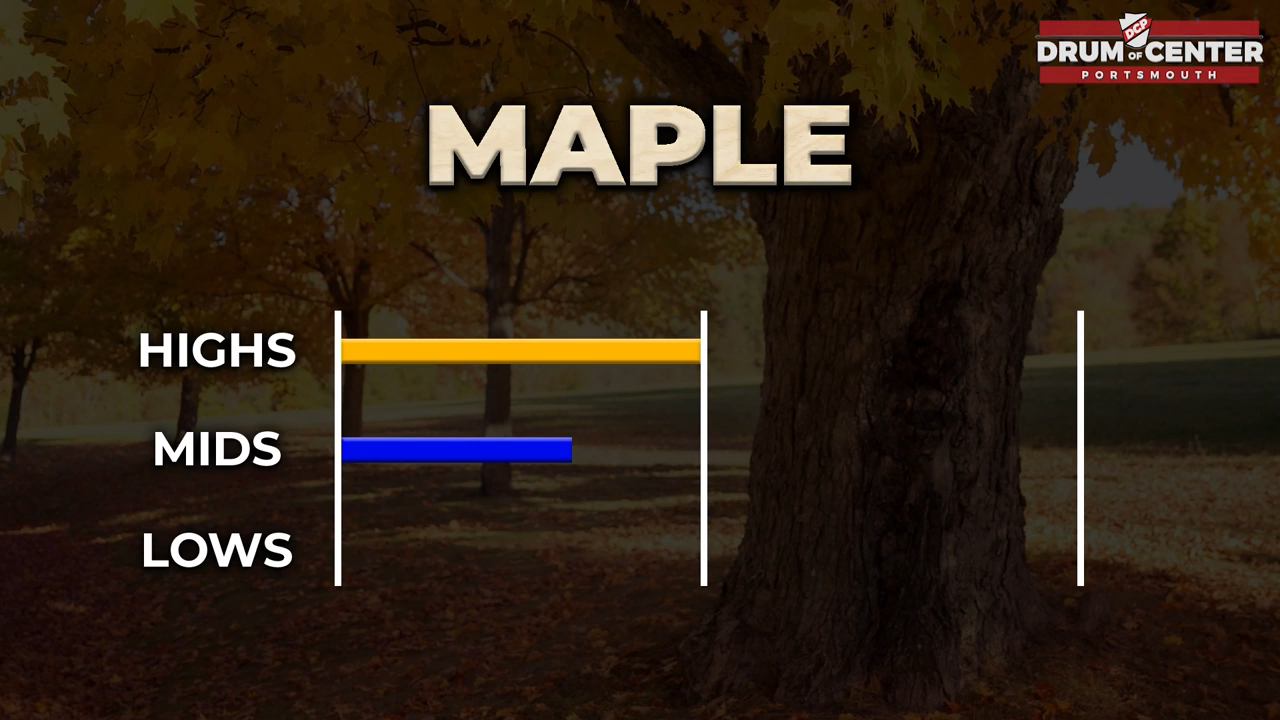 DCP
DRUM OF CENTER
PORTSMOUTH
MAPLE
HIGHS
MIDS
LOWS